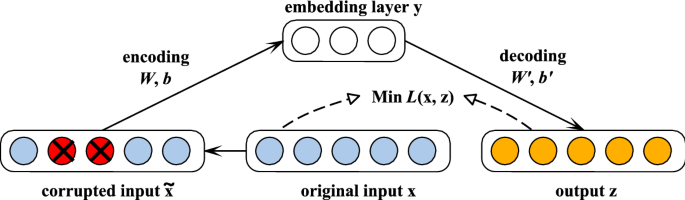 embedding layer y
encoding
W, b
decoding
W', b'
Min L(x, z)
corrupted input x̃
original input x
output z